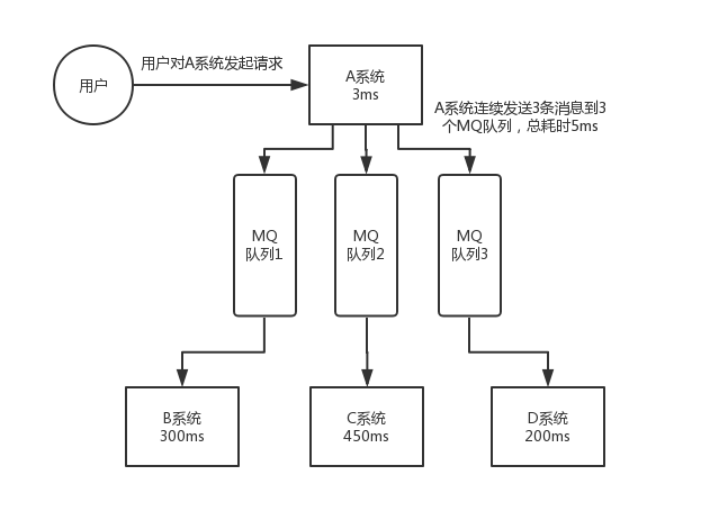 用户
用户对A系统发起请求
A系统
3ms
A系统连续发送3条消息到3
个MQ队列，总耗时5ms
MQ
队列1
MQ
队列2
MQ
队列3
B系统
300ms
C系统
450ms
D系统
200ms